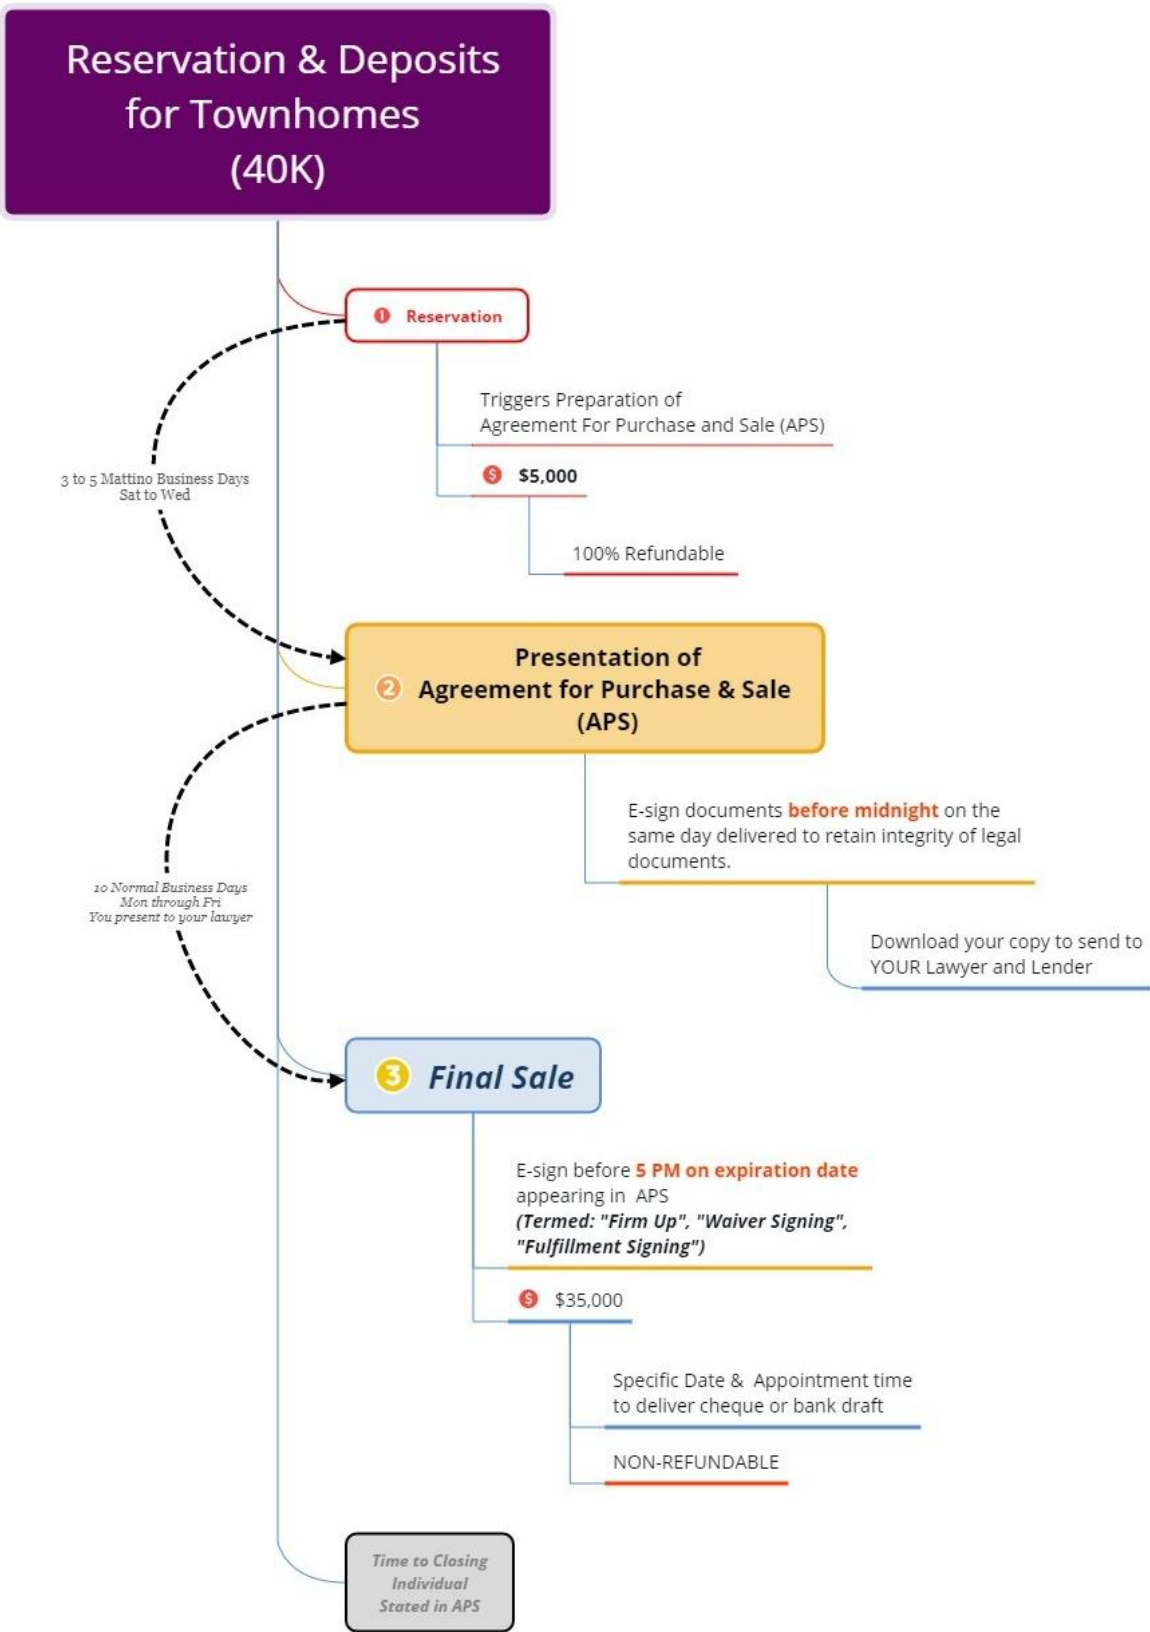 Reservation & Deposits
for Townhomes
(40K)
1 Reservation
Triggers Preparation of
Agreement For Purchase and Sale (APS)
$ $5,000
3 to 5 Mattino Business Days
Sat to Wed
100% Refundable
Presentation of
2 Agreement for Purchase & Sale
(APS)
E-sign documents before midnight on the
same day delivered to retain integrity of legal
documents.
10 Normal Business Days
Mon through Fri
You present to your lawyer
Download your copy to send to
YOUR Lawyer and Lender
3 Final Sale
E-sign before 5 PM on expiration date
appearing in APS
(Termed: "Firm Up", "Waiver Signing",
"Fulfillment Signing")
$ $35,000
Specific Date & Appointment time
to deliver cheque or bank draft
NON-REFUNDABLE
Time to Closing
Individual
Stated in APS